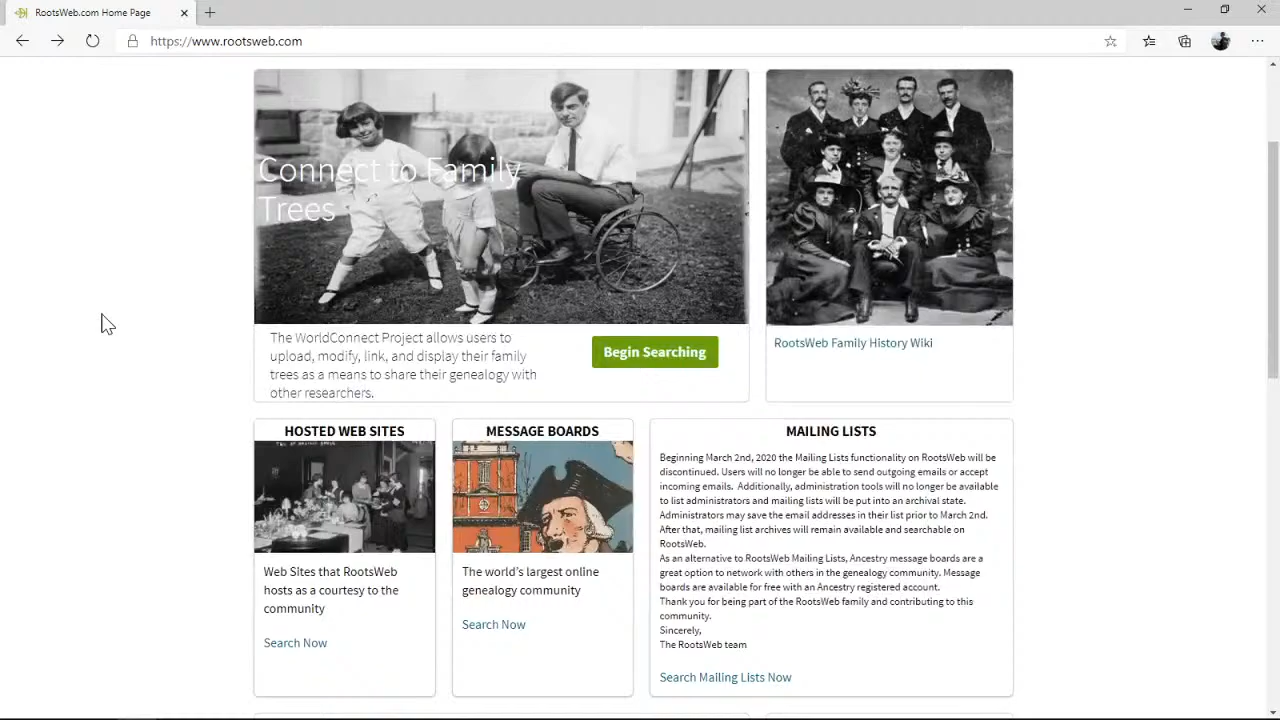 RootsWeb.com Home Page
https://www.rootsweb.com
Connect to Family
Trees
The WorldConnect Project allows users to
upload, modify, link, and display their family
trees as a means to share their genealogy with
other researchers.
Begin Searching
RootsWeb Family History Wiki
HOSTED WEB SITES
Web Sites that RootsWeb
hosts as a courtesy to the
community
Search Now
MESSAGE BOARDS
The world's largest online
genealogy community
Search Now
MAILING LISTS
Beginning March 2nd, 2020 the Mailing Lists functionality on RootsWeb will be
discontinued. Users will no longer be able to send outgoing emails or accept
incoming emails. Additionally, administration tools will no longer be available
to list administrators and mailing lists will be put into an archival state.
Administrators may save the email addresses in their list prior to March 2nd.
After that, mailing list archives will remain available and searchable on
RootsWeb.
As an alternative to RootsWeb Mailing Lists, Ancestry message boards are a
great option to network with others in the genealogy community. Message
boards are available for free with an Ancestry registered account.
Thank you for being part of the RootsWeb family and contributing to this
community.
Sincerely,
The RootsWeb team
Search Mailing Lists Now